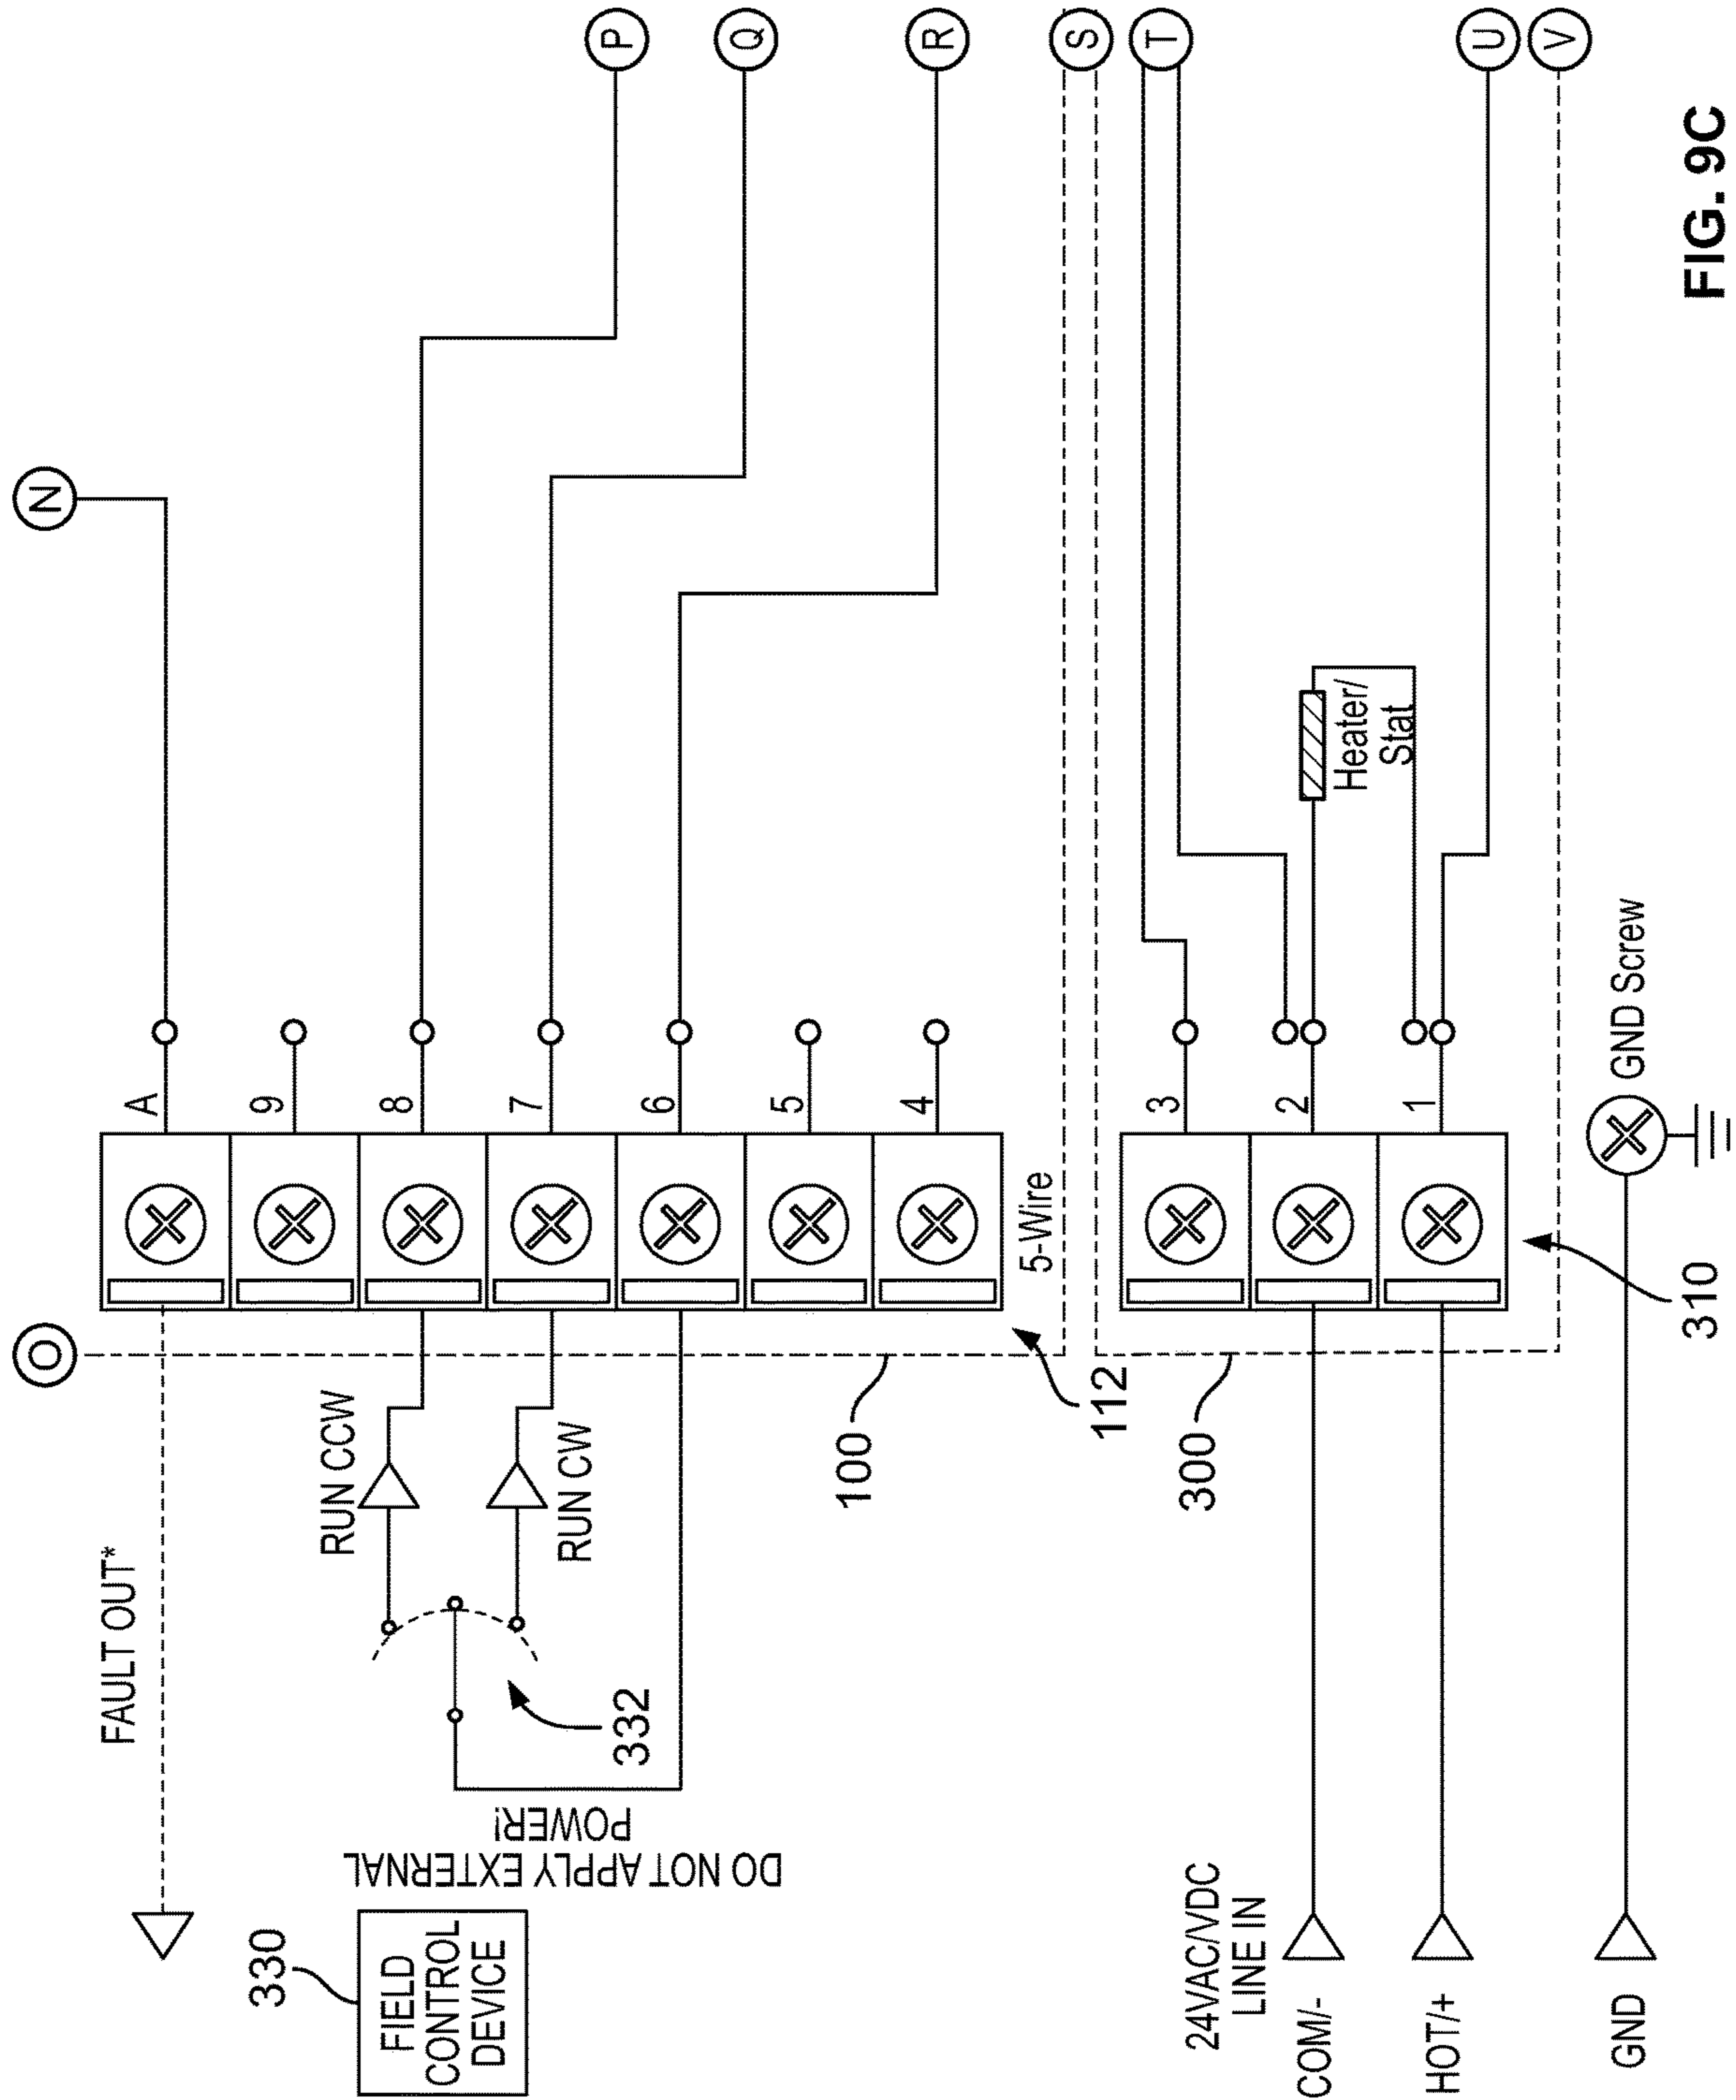 N
O
P
Q
R
S
T
U
V
A
9
8
7
6
5
4
5-Wire
3
2
1
FAULT OUT*
RUN CCW
RUN CW
332
DO NOT APPLY EXTERNAL
POWER!
330
FIELD
CONTROL
DEVICE
100
112
300
310
Heater/
Stat
24VAC/VDC
LINE IN
COM/-
HOT/+
GND
GND Screw
FIG. 9C